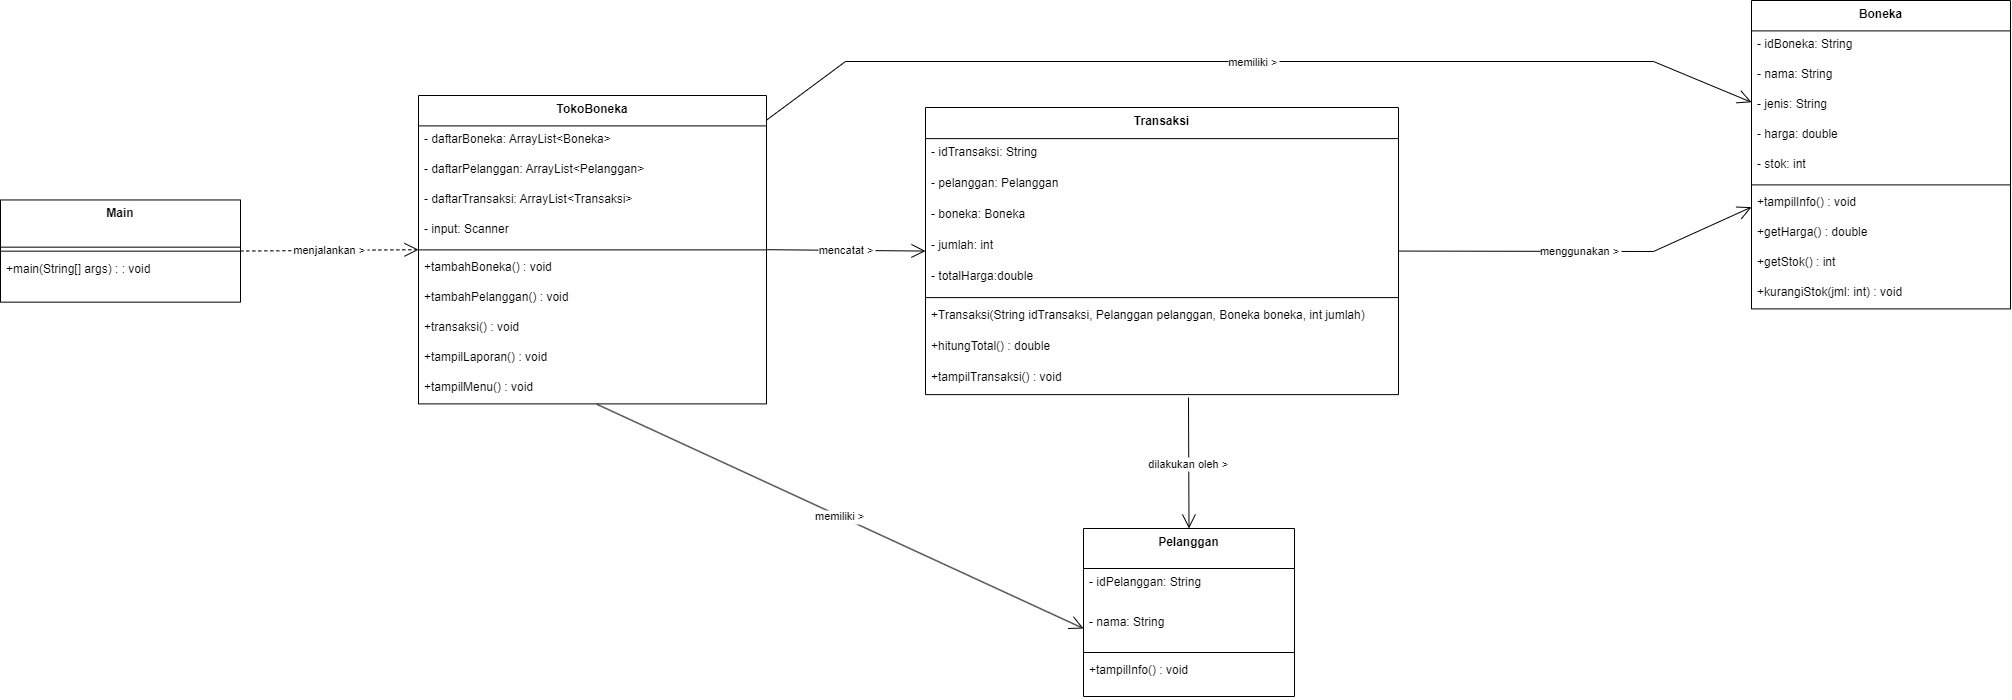 Main
+main(String[] args) : : void
menjalankan >
TokoBoneka
- daftarBoneka: ArrayList<Boneka>
- daftarPelanggan: ArrayList<Pelanggan>
- daftarTransaksi: ArrayList<Transaksi>
- input: Scanner
+tambahBoneka() : void
+tambahPelanggan() : void
+transaksi() : void
+tampilLaporan() : void
+tampilMenu() : void
memiliki >
mencatat >
memiliki >
Transaksi
- idTransaksi: String
- pelanggan: Pelanggan
- boneka: Boneka
- jumlah: int
- totalHarga:double
+Transaksi(String idTransaksi, Pelanggan pelanggan, Boneka boneka, int jumlah)
+hitungTotal() : double
+tampilTransaksi() : void
menggunakan >
dilakukan oleh >
Boneka
- idBoneka: String
- nama: String
- jenis: String
- harga: double
- stok: int
+tampilInfo() : void
+getHarga() : double
+getStok() : int
+kurangiStok(jml: int) : void
Pelanggan
- idPelanggan: String
- nama: String
+tampilInfo() : void